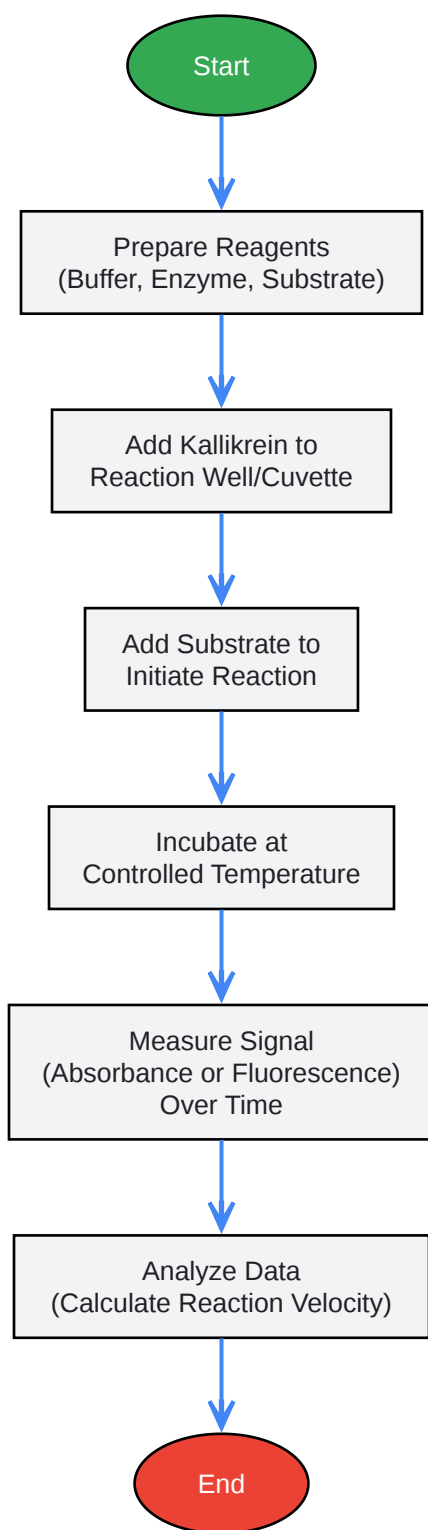 Start
Prepare Reagents
(Buffer, Enzyme, Substrate)
Add Kallikrein to
Reaction Well/Cuvette
Add Substrate to
Initiate Reaction
Incubate at
Controlled Temperature
Measure Signal
(Absorbance or Fluorescence)
Over Time
Analyze Data
(Calculate Reaction Velocity)
End